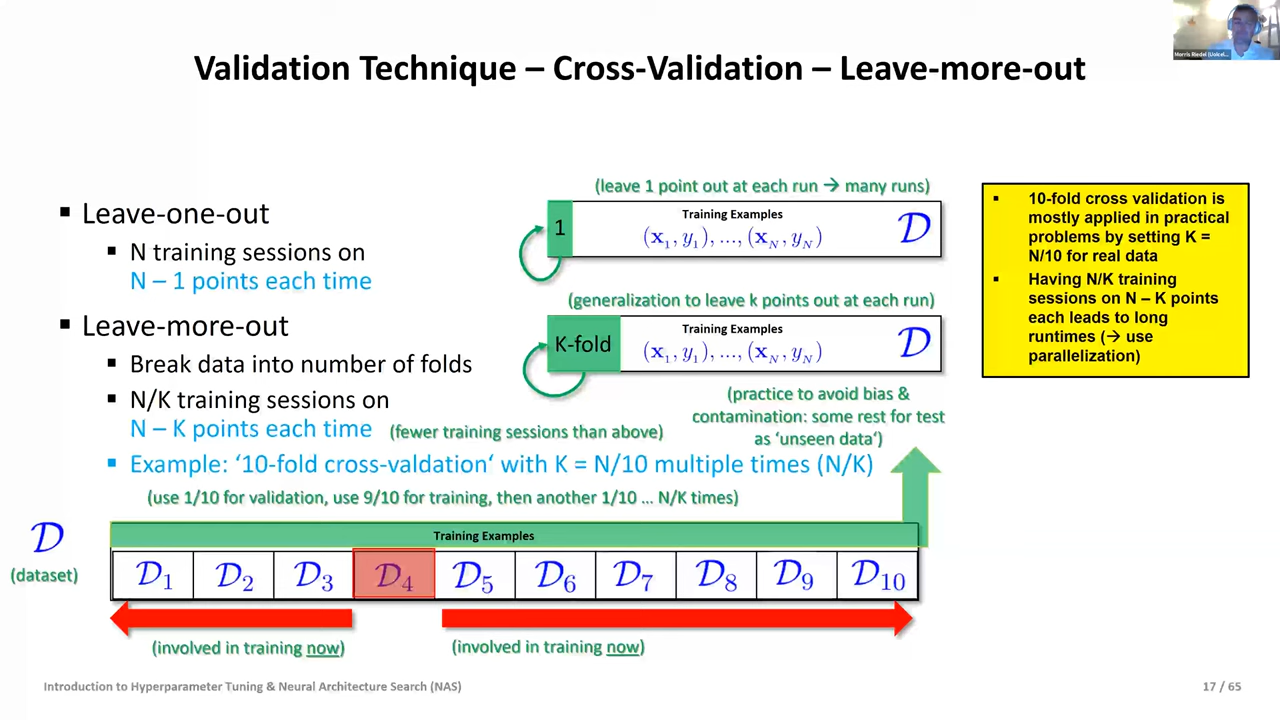 Morris Riedel (Uoicel...
Validation Technique – Cross-Validation – Leave-more-out
▪ Leave-one-out
▪ N training sessions on
N – 1 points each time
▪ Leave-more-out
▪ Break data into number of folds
▪ N/K training sessions on
N – K points each time
(fewer training sessions than above)
▪ Example: ‘10-fold cross-valdation‘ with K = N/10 multiple times (N/K)
(use 1/10 for validation, use 9/10 for training, then another 1/10 ... N/K times)
(leave 1 point out at each run → many runs)
1
Training Examples
(x₁, y₁), ..., (x_N, y_N)
𝒟
(generalization to leave k points out at each run)
K-fold
Training Examples
(x₁, y₁), ..., (x_N, y_N)
𝒟
(practice to avoid bias &
contamination: some rest for test
as ‘unseen data‘)
▪ 10-fold cross validation is
mostly applied in practical
problems by setting K =
N/10 for real data
▪ Having N/K training
sessions on N – K points
each leads to long
runtimes (→ use
parallelization)
𝒟
(dataset)
Training Examples
𝒟₁ 𝒟₂ 𝒟₃ 𝒟₄ 𝒟₅ 𝒟₆ 𝒟₇ 𝒟₈ 𝒟₉ 𝒟₁₀
(involved in training now)
(involved in training now)
Introduction to Hyperparameter Tuning & Neural Architecture Search (NAS)
17 / 65